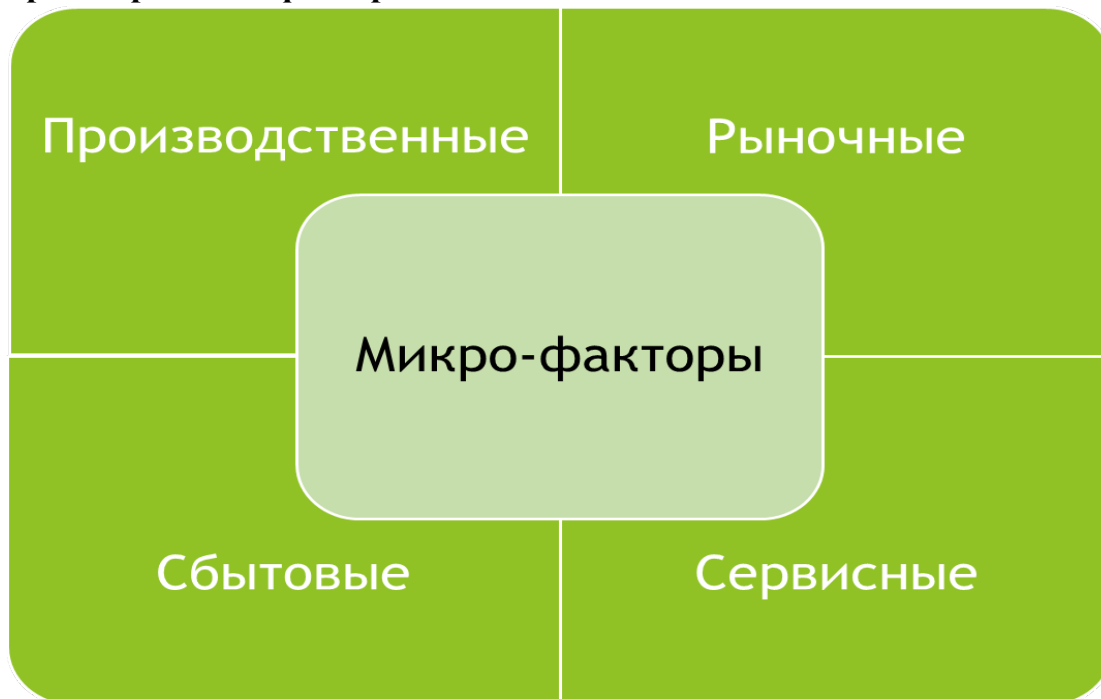 Производственные
Рыночные
Микро-факторы
Сбытовые
Сервисные